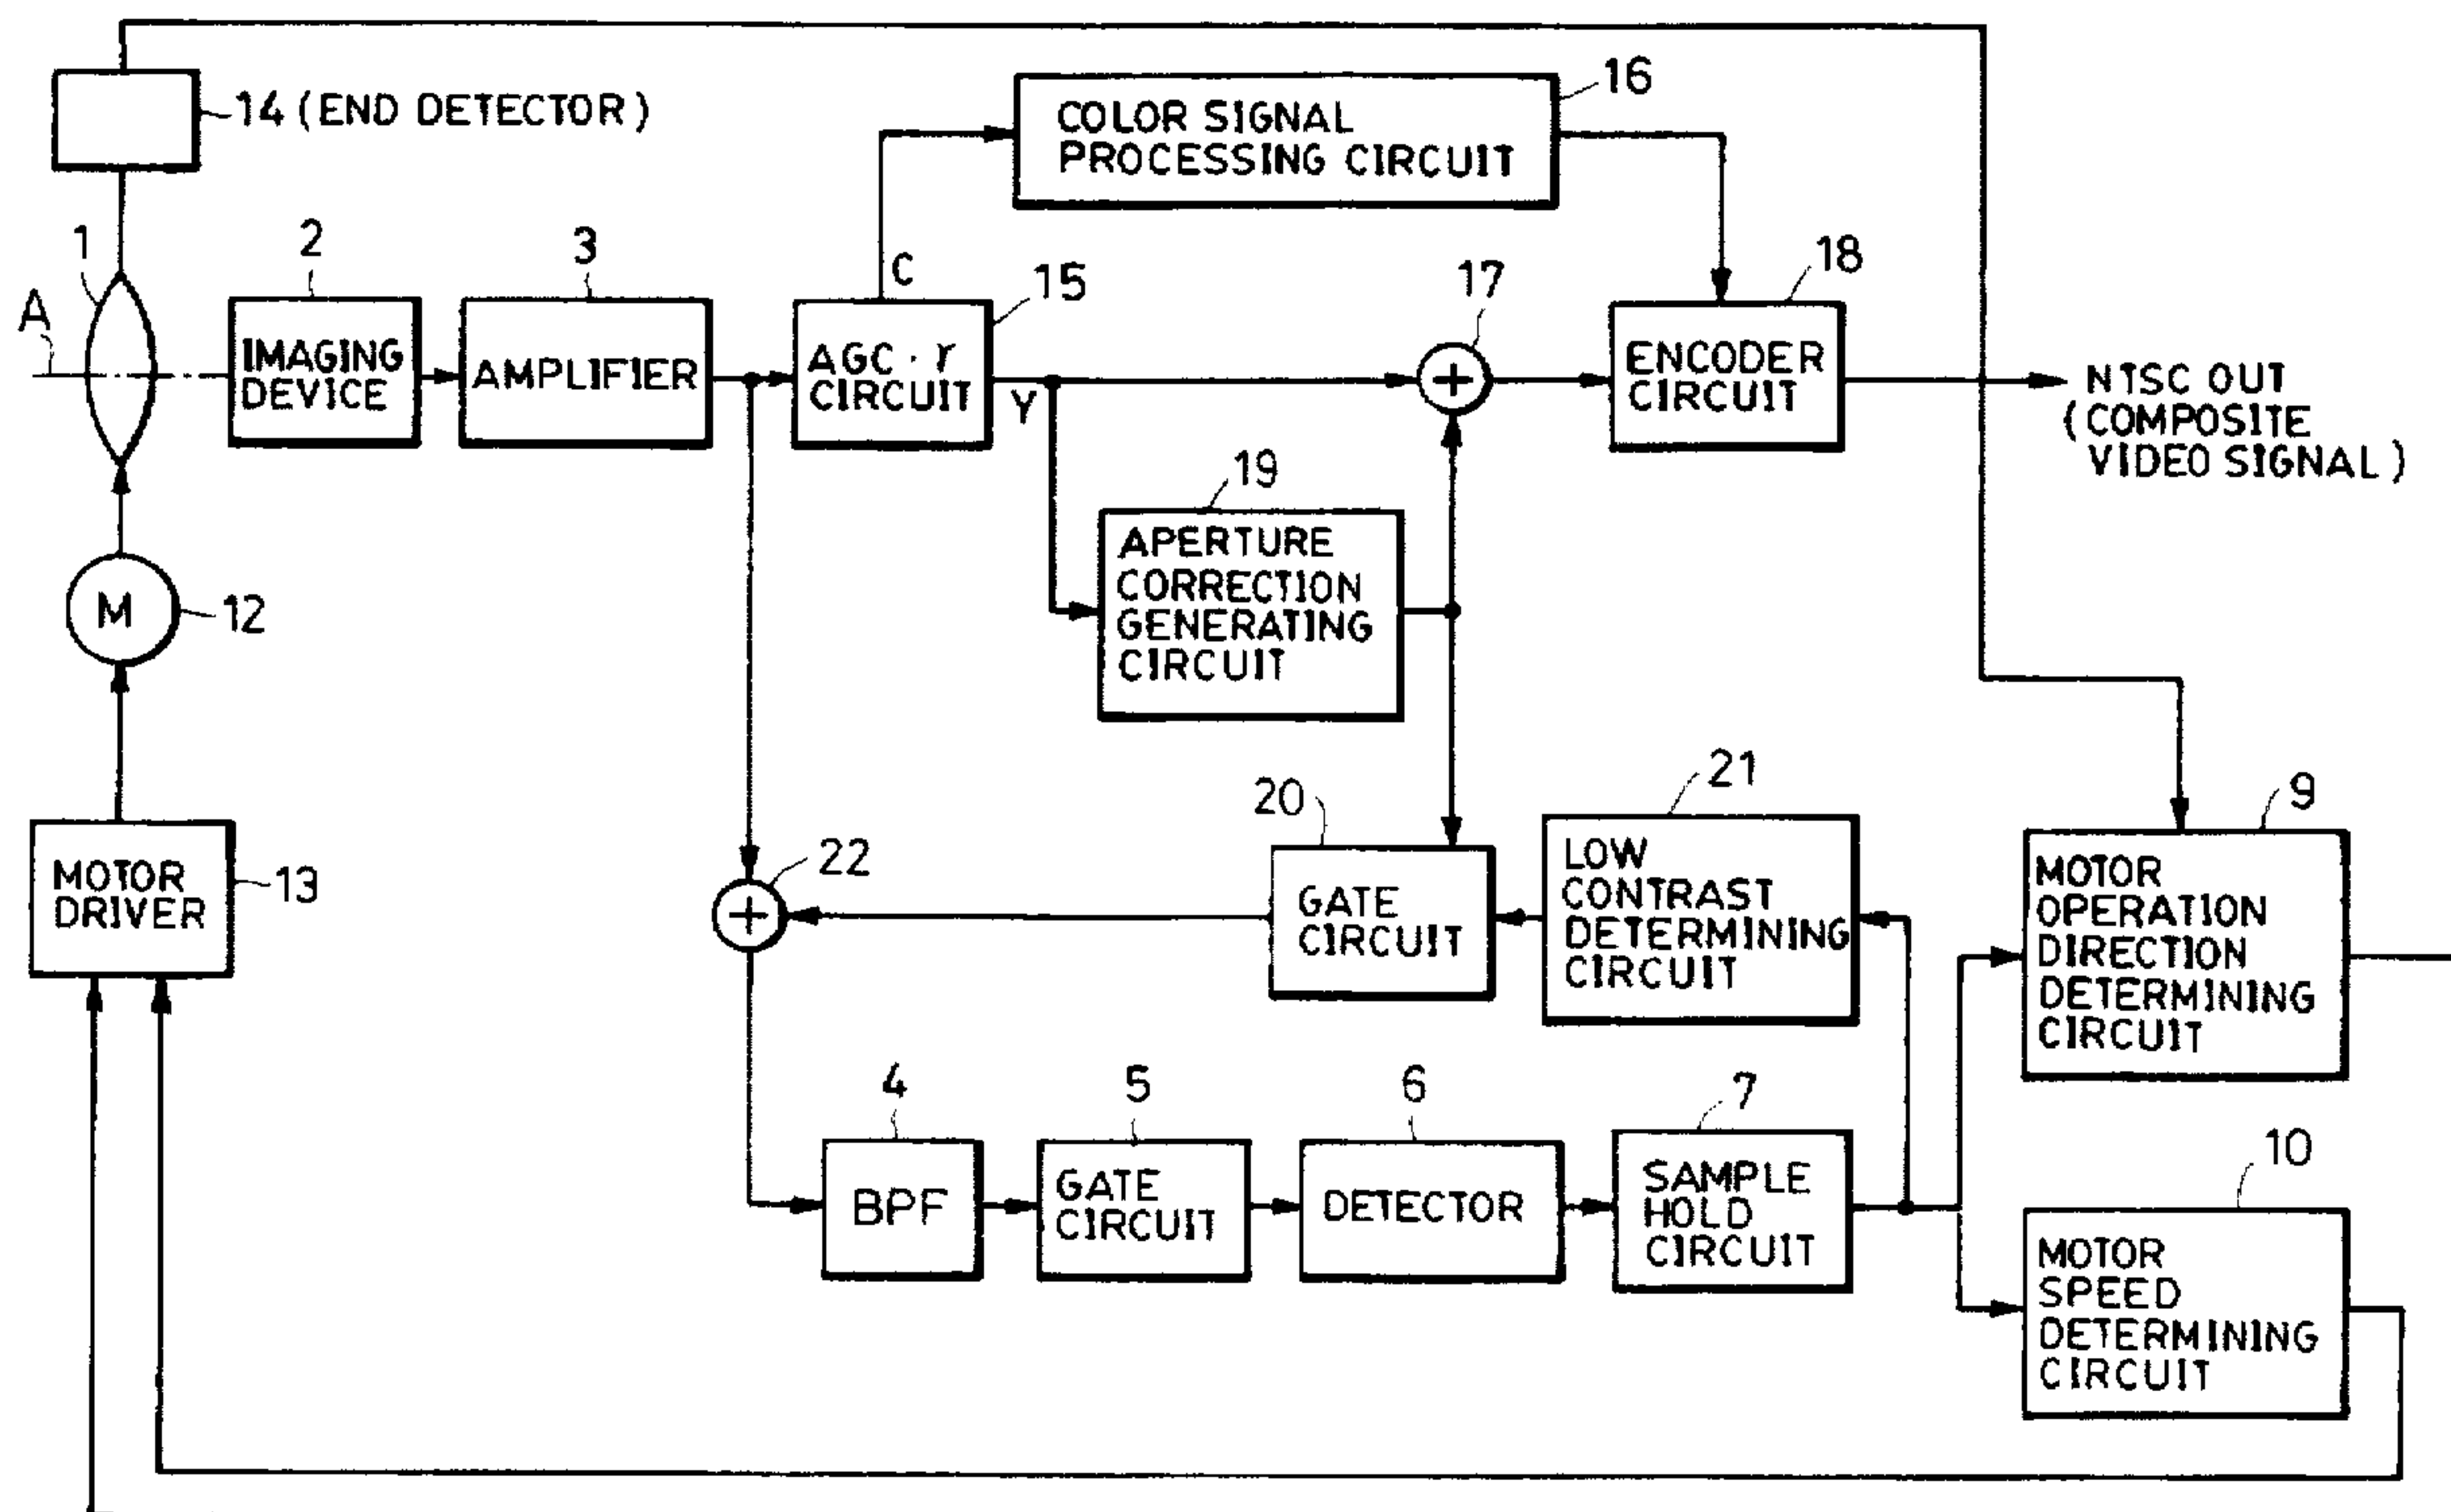 14 (END DETECTOR)
16
COLOR SIGNAL
PROCESSING CIRCUIT
1
2
3
C
15
17
18
A
IMAGING
DEVICE
AMPLIFIER
AGC · γ
CIRCUIT
Y
+
ENCODER
CIRCUIT
NTSC OUT
(COMPOSITE
VIDEO SIGNAL)
19
APERTURE
CORRECTION
GENERATING
CIRCUIT
M
12
20
21
9
MOTOR
DRIVER
13
22
+
GATE
CIRCUIT
LOW
CONTRAST
DETERMINING
CIRCUIT
MOTOR
OPERATION
DIRECTION
DETERMINING
CIRCUIT
4
5
6
7
10
BPF
GATE
CIRCUIT
DETECTOR
SAMPLE
HOLD
CIRCUIT
MOTOR
SPEED
DETERMINING
CIRCUIT